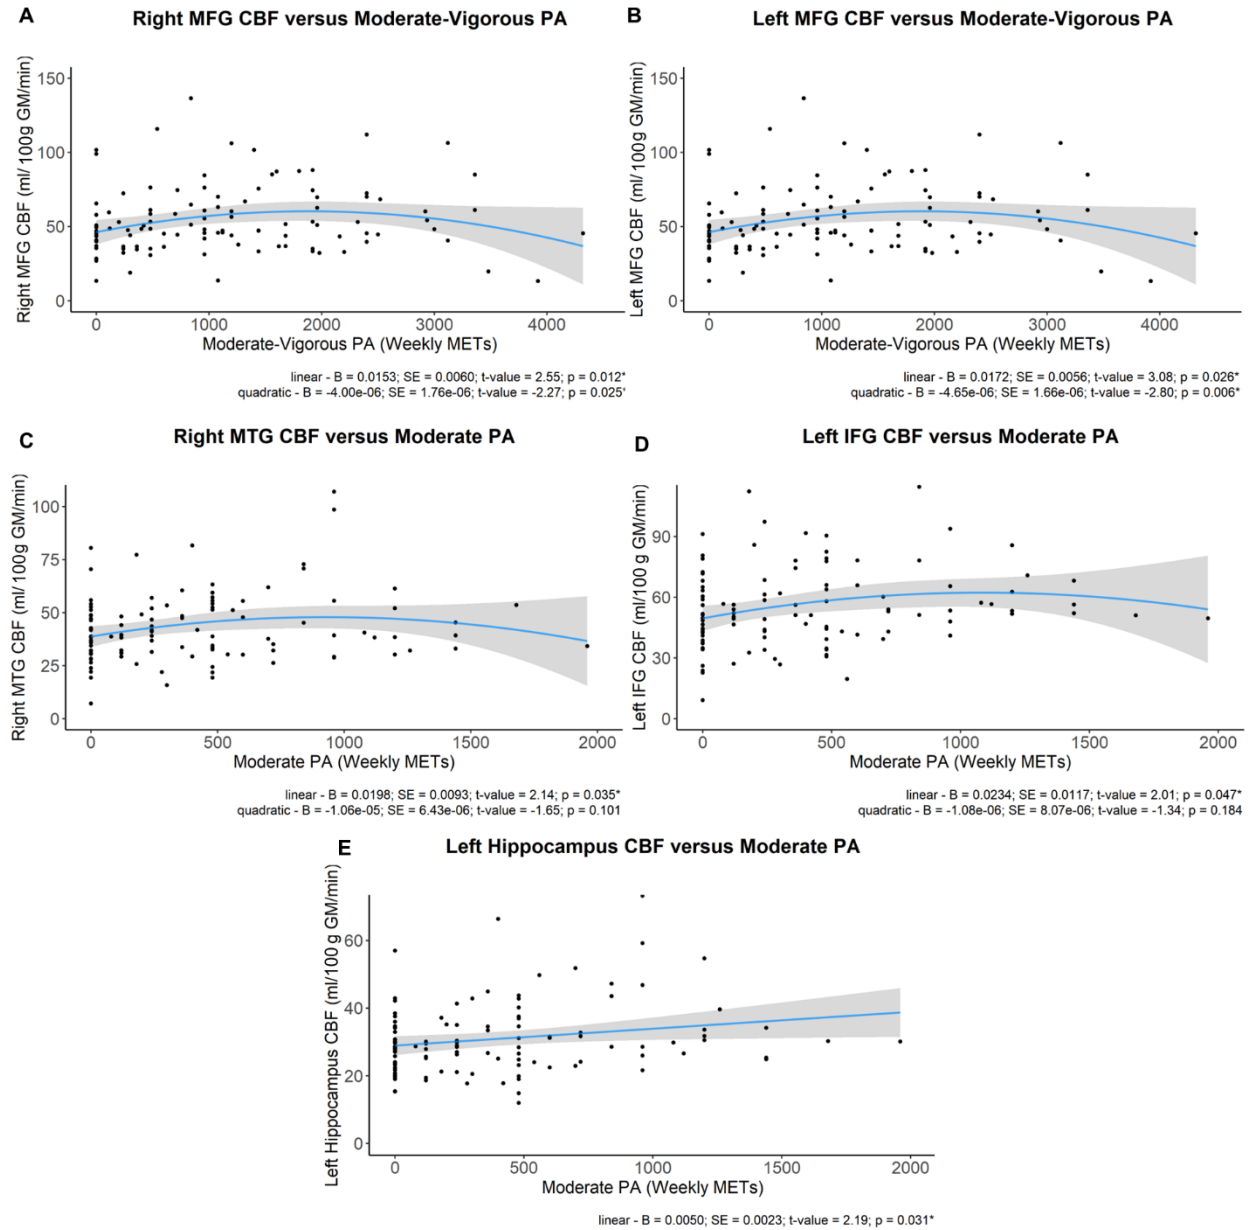 A Right MFG CBF versus Moderate-Vigorous PA
150
100
50
0
Right MFG CBF (ml/100g GM/min)
0 1000 2000 3000 4000
Moderate-Vigorous PA (Weekly METs)
linear - B = 0.0153; SE = 0.0060; t-value = 2.55; p = 0.012*
quadratic - B = -4.00e-06; SE = 1.76e-06; t-value = -2.27; p = 0.025*
B Left MFG CBF versus Moderate-Vigorous PA
150
100
50
0
Left MFG CBF (ml/100g GM/min)
0 1000 2000 3000 4000
Moderate-Vigorous PA (Weekly METs)
linear - B = 0.0172; SE = 0.0056; t-value = 3.08; p = 0.026*
quadratic - B = -4.65e-06; SE = 1.66e-06; t-value = -2.80; p = 0.006*
C Right MTG CBF versus Moderate PA
100
75
50
25
0
Right MTG CBF (ml/100g GM/min)
0 500 1000 1500 2000
Moderate PA (Weekly METs)
linear - B = 0.0198; SE = 0.0093; t-value = 2.14; p = 0.035*
quadratic - B = -1.06e-05; SE = 6.43e-06; t-value = -1.65; p = 0.101
D Left IFG CBF versus Moderate PA
90
60
30
0
Left IFG CBF (ml/100 g GM/min)
0 500 1000 1500 2000
Moderate PA (Weekly METs)
linear - B = 0.0234; SE = 0.0117; t-value = 2.01; p = 0.047*
quadratic - B = -1.08e-06; SE = 8.07e-06; t-value = -1.34; p = 0.184
E Left Hippocampus CBF versus Moderate PA
60
40
20
0
Left Hippocampus CBF (ml/100g GM/min)
0 500 1000 1500 2000
Moderate PA (Weekly METs)
linear - B = 0.0050; SE = 0.0023; t-value = 2.19; p = 0.031*